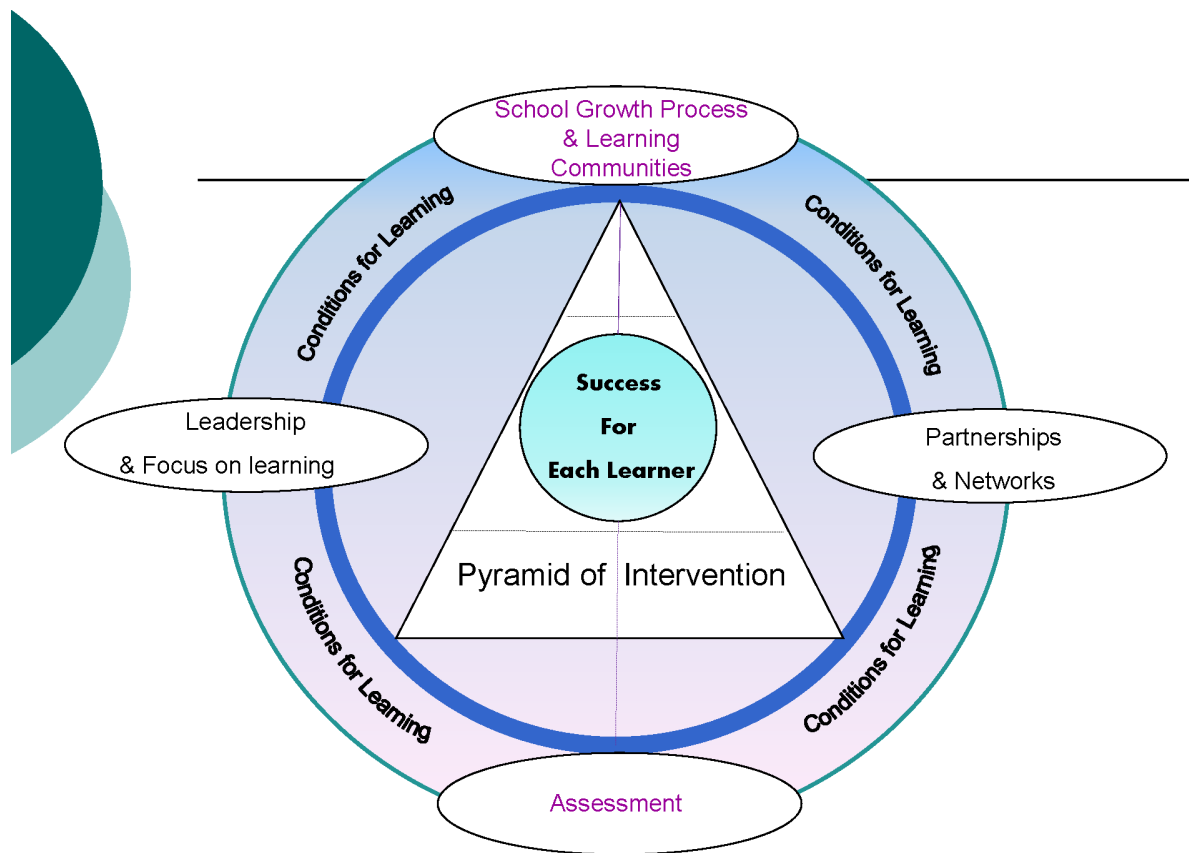 School Growth Process
& Learning
Communities
Conditions for Learning
Conditions for Learning
Success
For
Each Learner
Leadership
& Focus on learning
Partnerships
& Networks
Pyramid of Intervention
Conditions for Learning
Conditions for Learning
Assessment